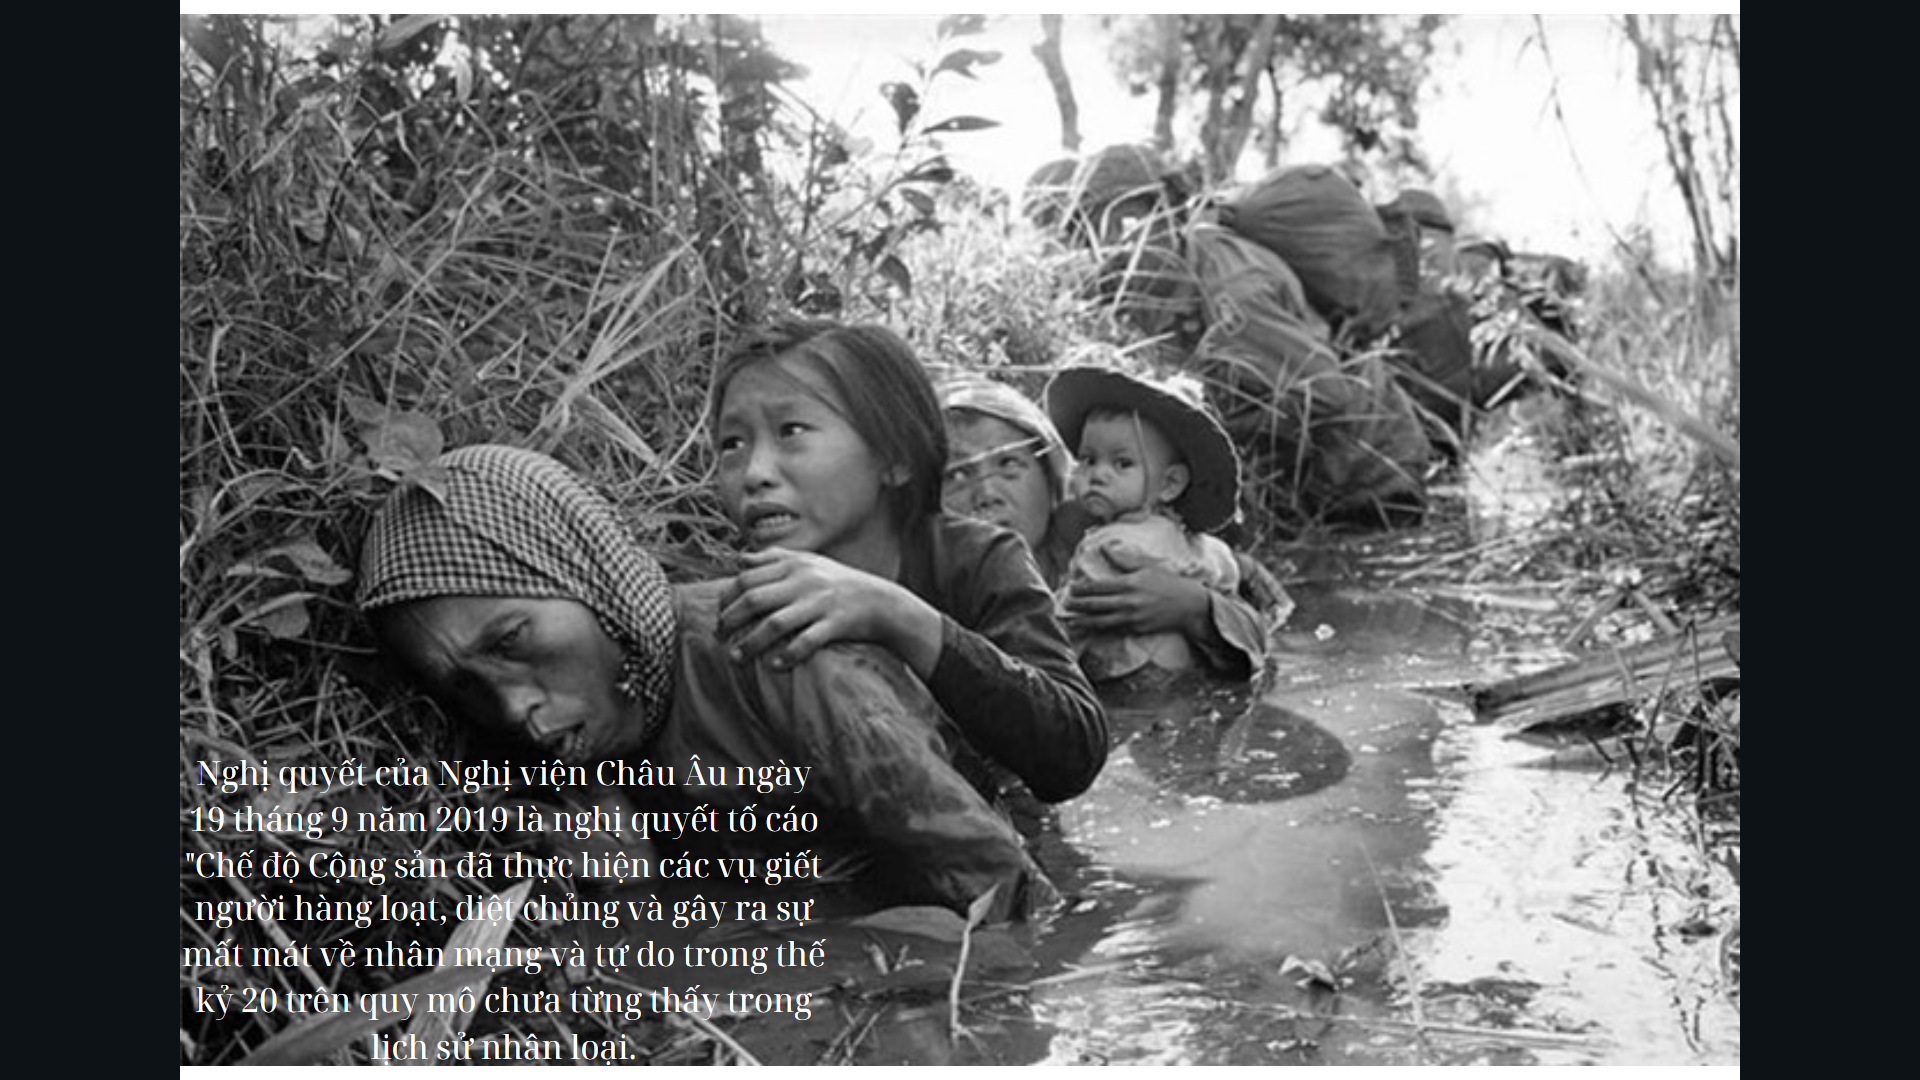 Nghị quyết của Nghị viện Châu Âu ngày
19 tháng 9 năm 2019 là nghị quyết tố cáo
"Chế độ Cộng sản đã thực hiện các vụ giết
người hàng loạt, diệt chủng và gây ra sự
mất mát về nhân mạng và tự do trong thế
kỷ 20 trên quy mô chưa từng thấy trong
lịch sử nhân loại.